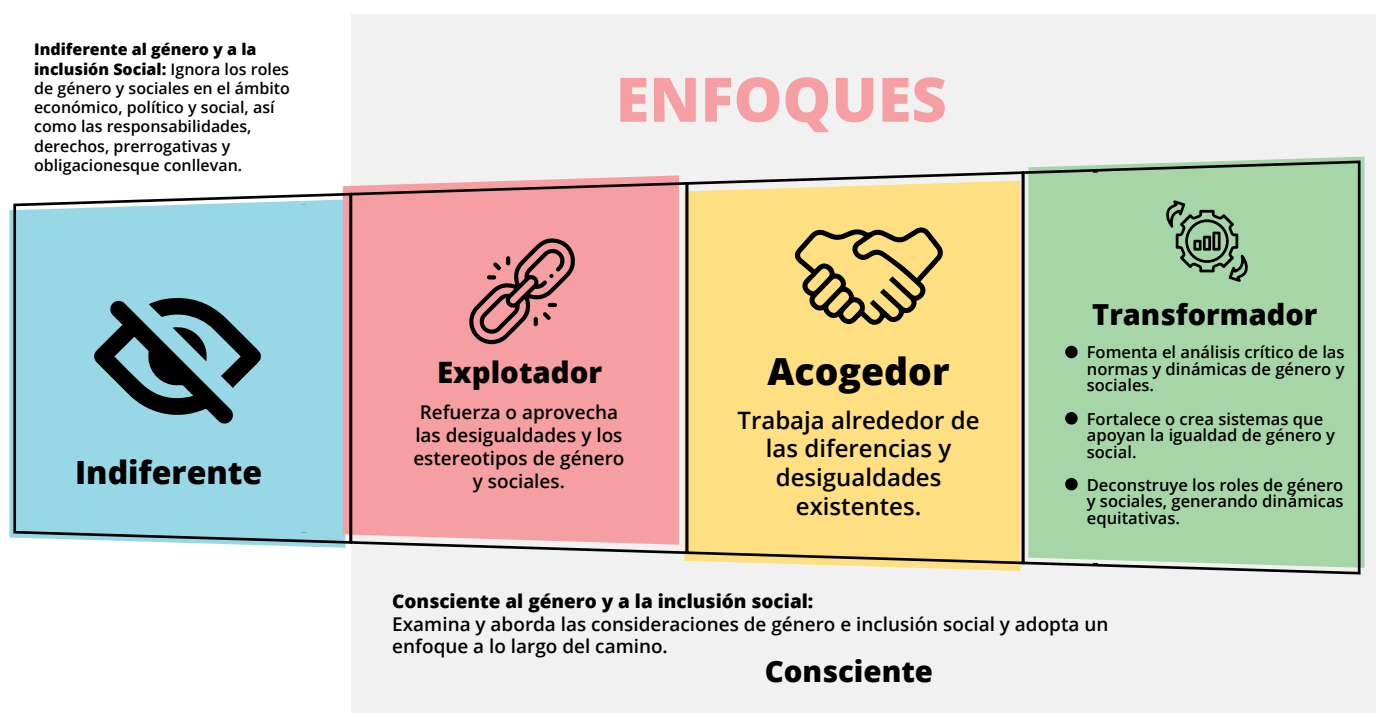 Indiferente al género y a la
inclusión Social: Ignora los roles
de género y sociales en el ámbito
económico, político y social, así
como las responsabilidades,
derechos, prerrogativas y
obligacionesque conllevan.
ENFOQUES
Indiferente
Explotador
Refuerza o aprovecha
las desigualdades y los
estereotipos de género
y sociales.
Acogedor
Trabaja alrededor de
las diferencias y
desigualdades
existentes.
Transformador
● Fomenta el análisis crítico de las
normas y dinámicas de género y
sociales.
● Fortalece o crea sistemas que
apoyan la igualdad de género y
social.
● Deconstruye los roles de género
y sociales, generando dinámicas
equitativas.
Consciente al género y a la inclusión social:
Examina y aborda las consideraciones de género e inclusión social y adopta un
enfoque a lo largo del camino.
Consciente